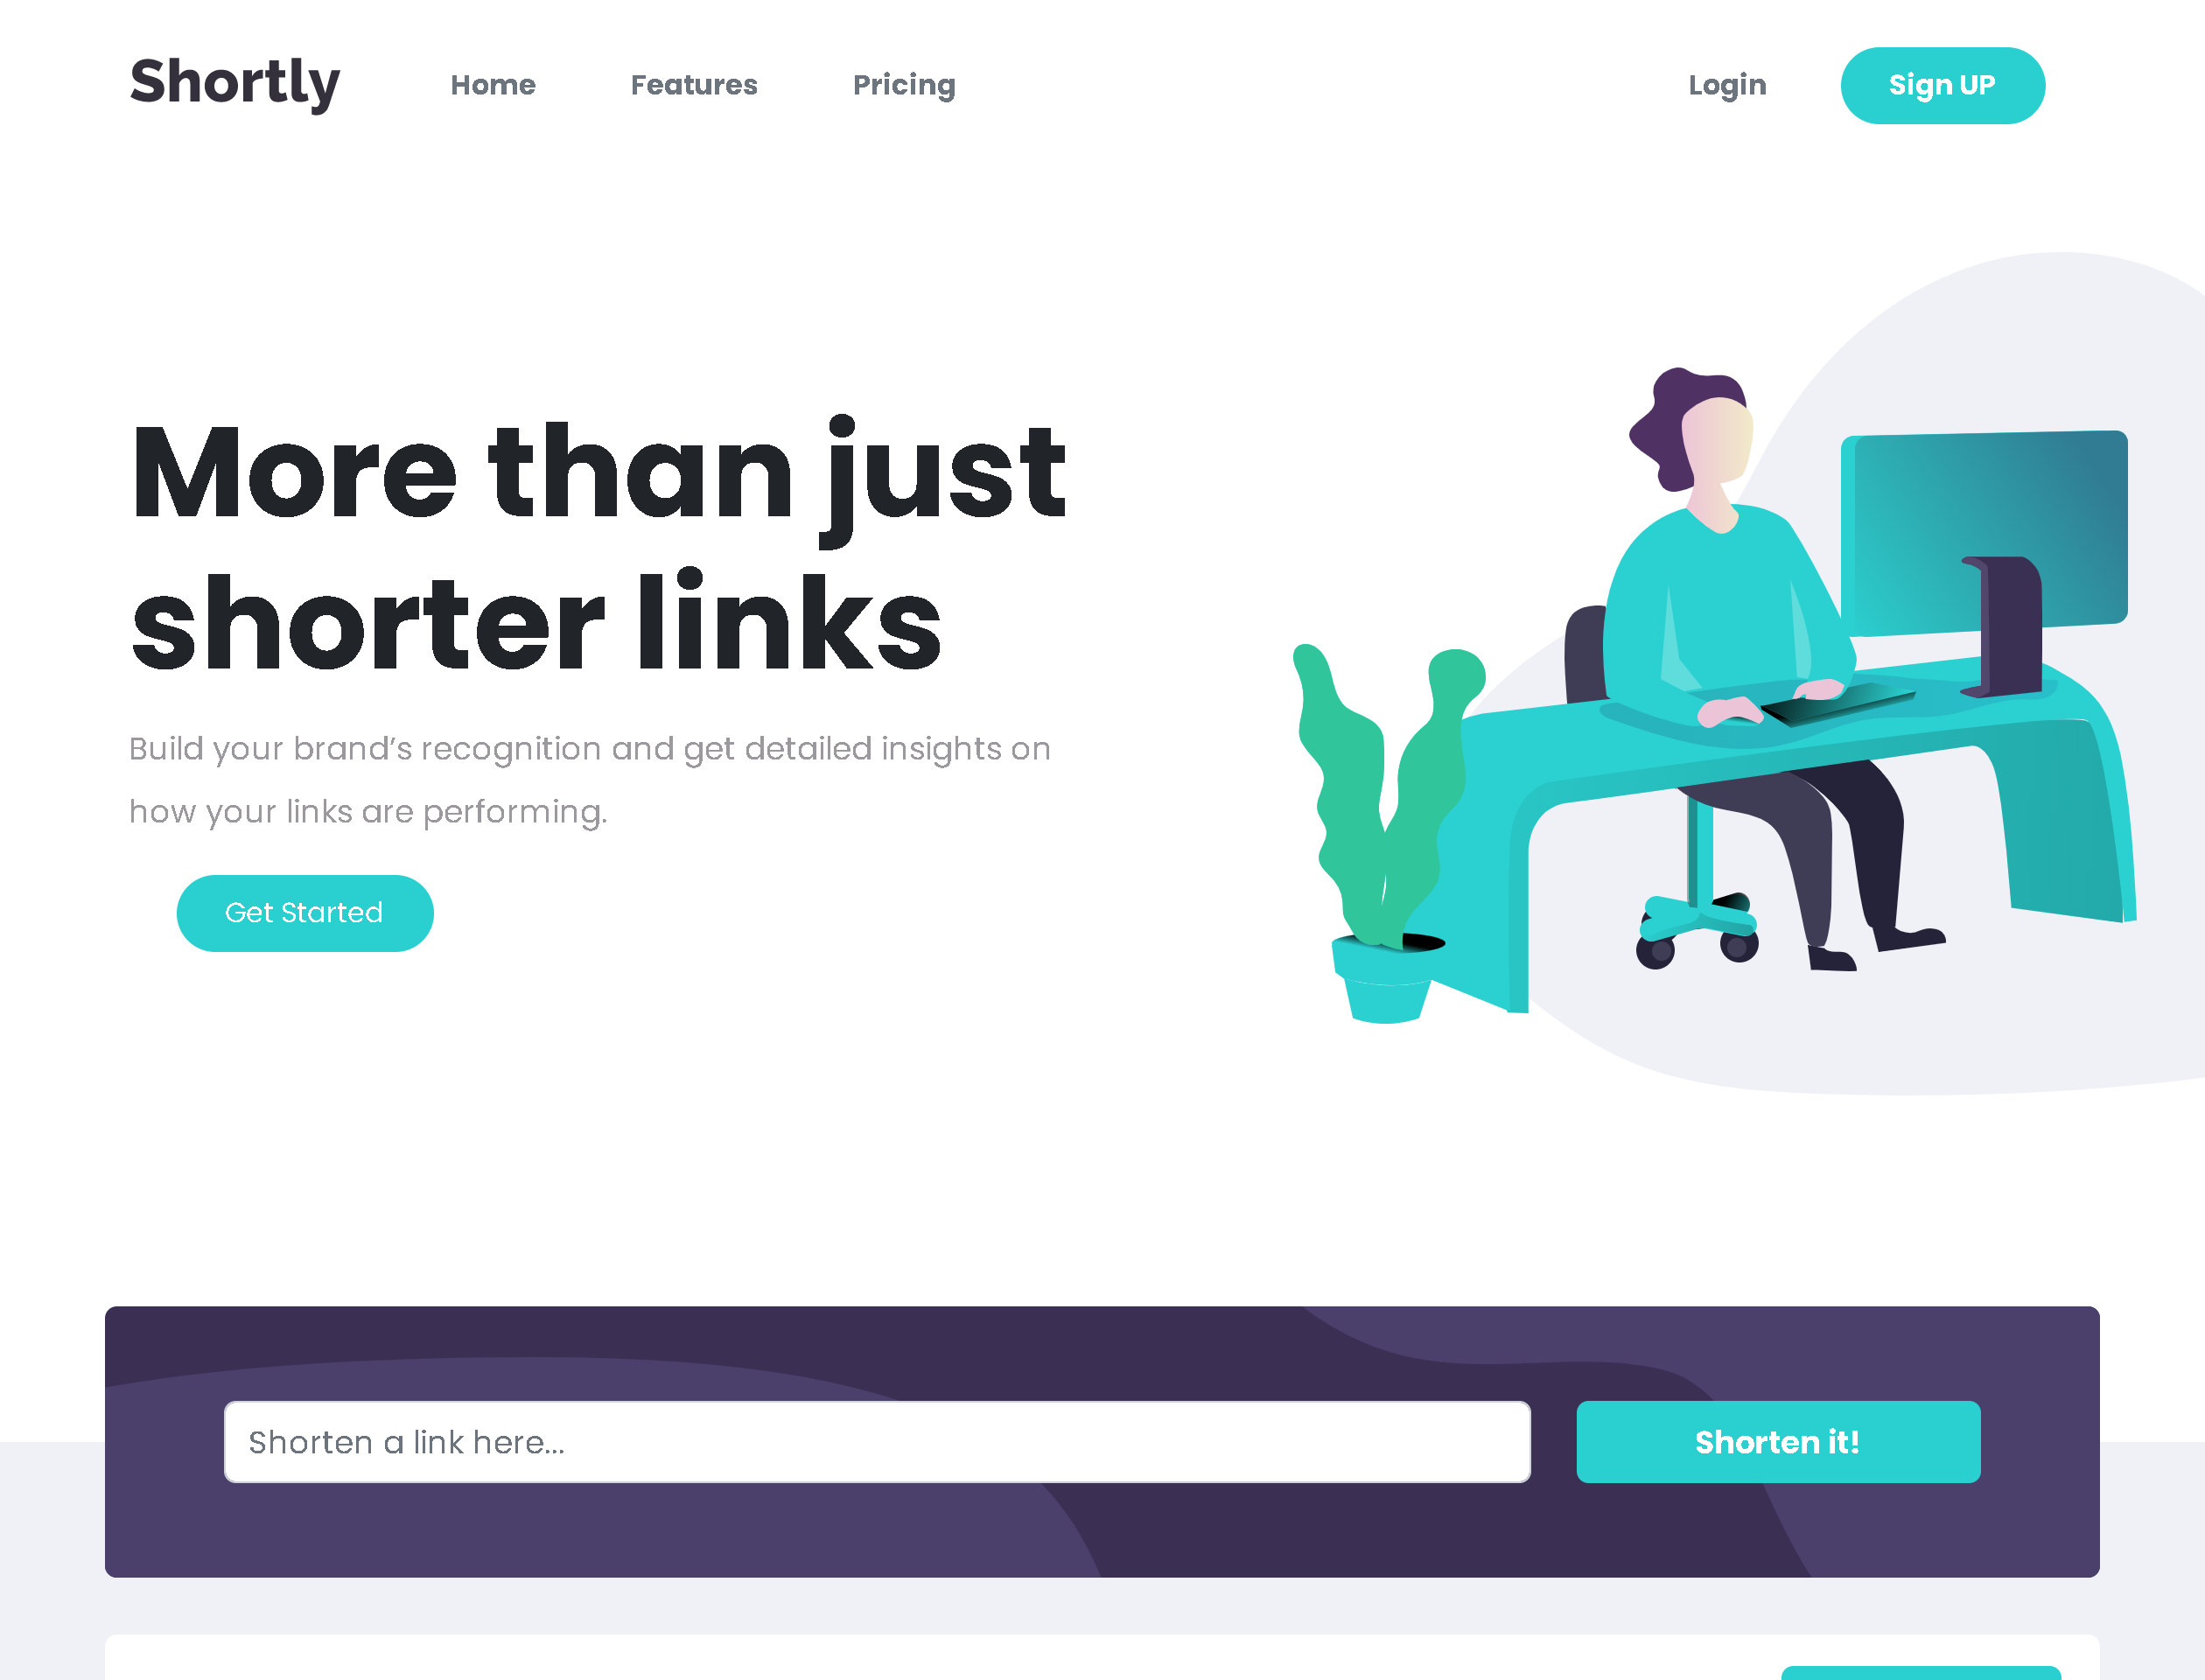 Shortly Home Features Pricing Login Sign UP
More than just
shorter links
Build your brand’s recognition and get detailed insights on
how your links are performing.
Get Started
Shorten a link here... Shorten it!